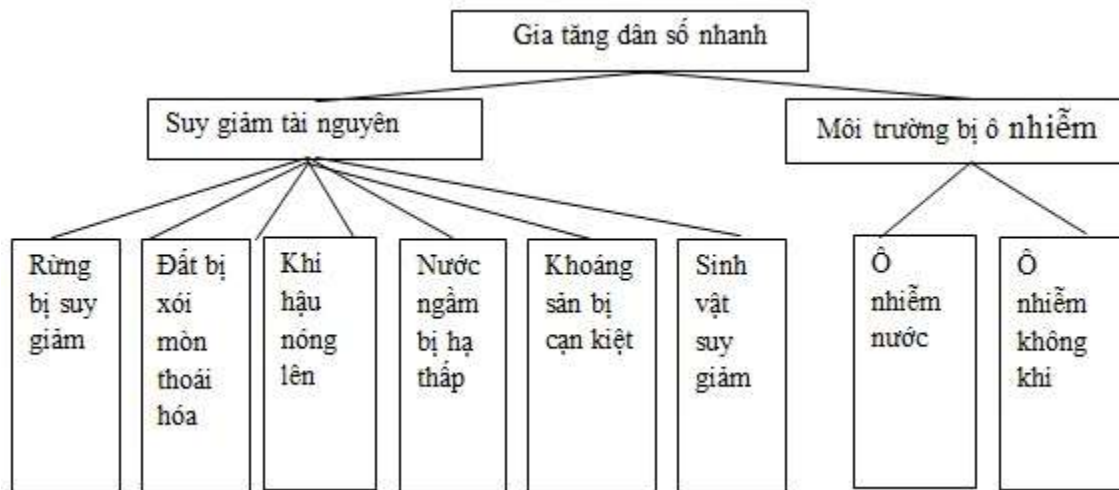 Gia tăng dân số nhanh
Suy giảm tài nguyên
Môi trường bị ô nhiễm
Rừng
bị suy
giảm
Đất bị
xói
mòn
thoái
hóa
Khí
hậu
nóng
lên
Nước
ngầm
bị hạ
thấp
Khoáng
sản bị
cạn kiệt
Sinh
vật
suy
giảm
Ô
nhiễm
nước
Ô
nhiễm
không
khí